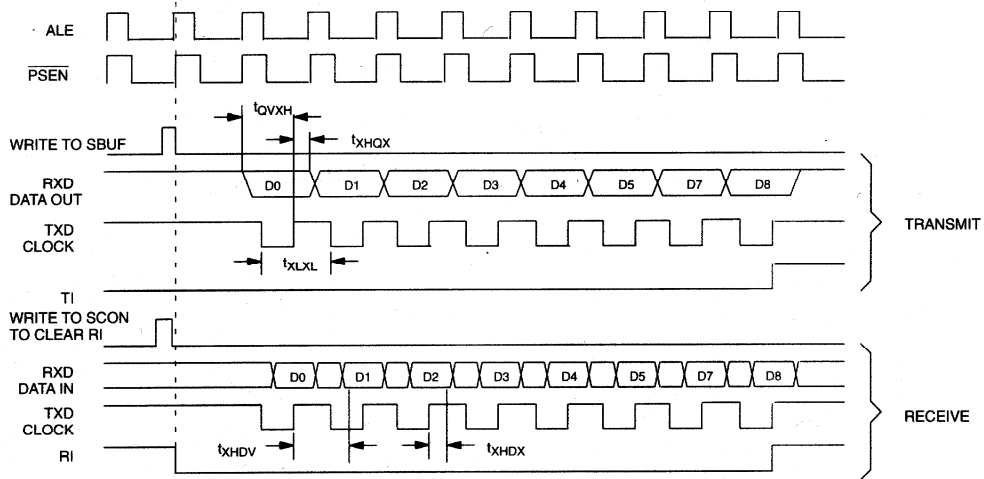 ALE
PSEN
tQVXH
tXHQX
WRITE TO SBUF
RXD
DATA OUT
D0 D1 D2 D3 D4 D5 D7 D8
TXD
CLOCK
tXLXL
TI
TRANSMIT
WRITE TO SCON
TO CLEAR RI
RXD
DATA IN
D0 D1 D2 D3 D4 D5 D7 D8
TXD
CLOCK
tXHDV
tXHDX
RI
RECEIVE